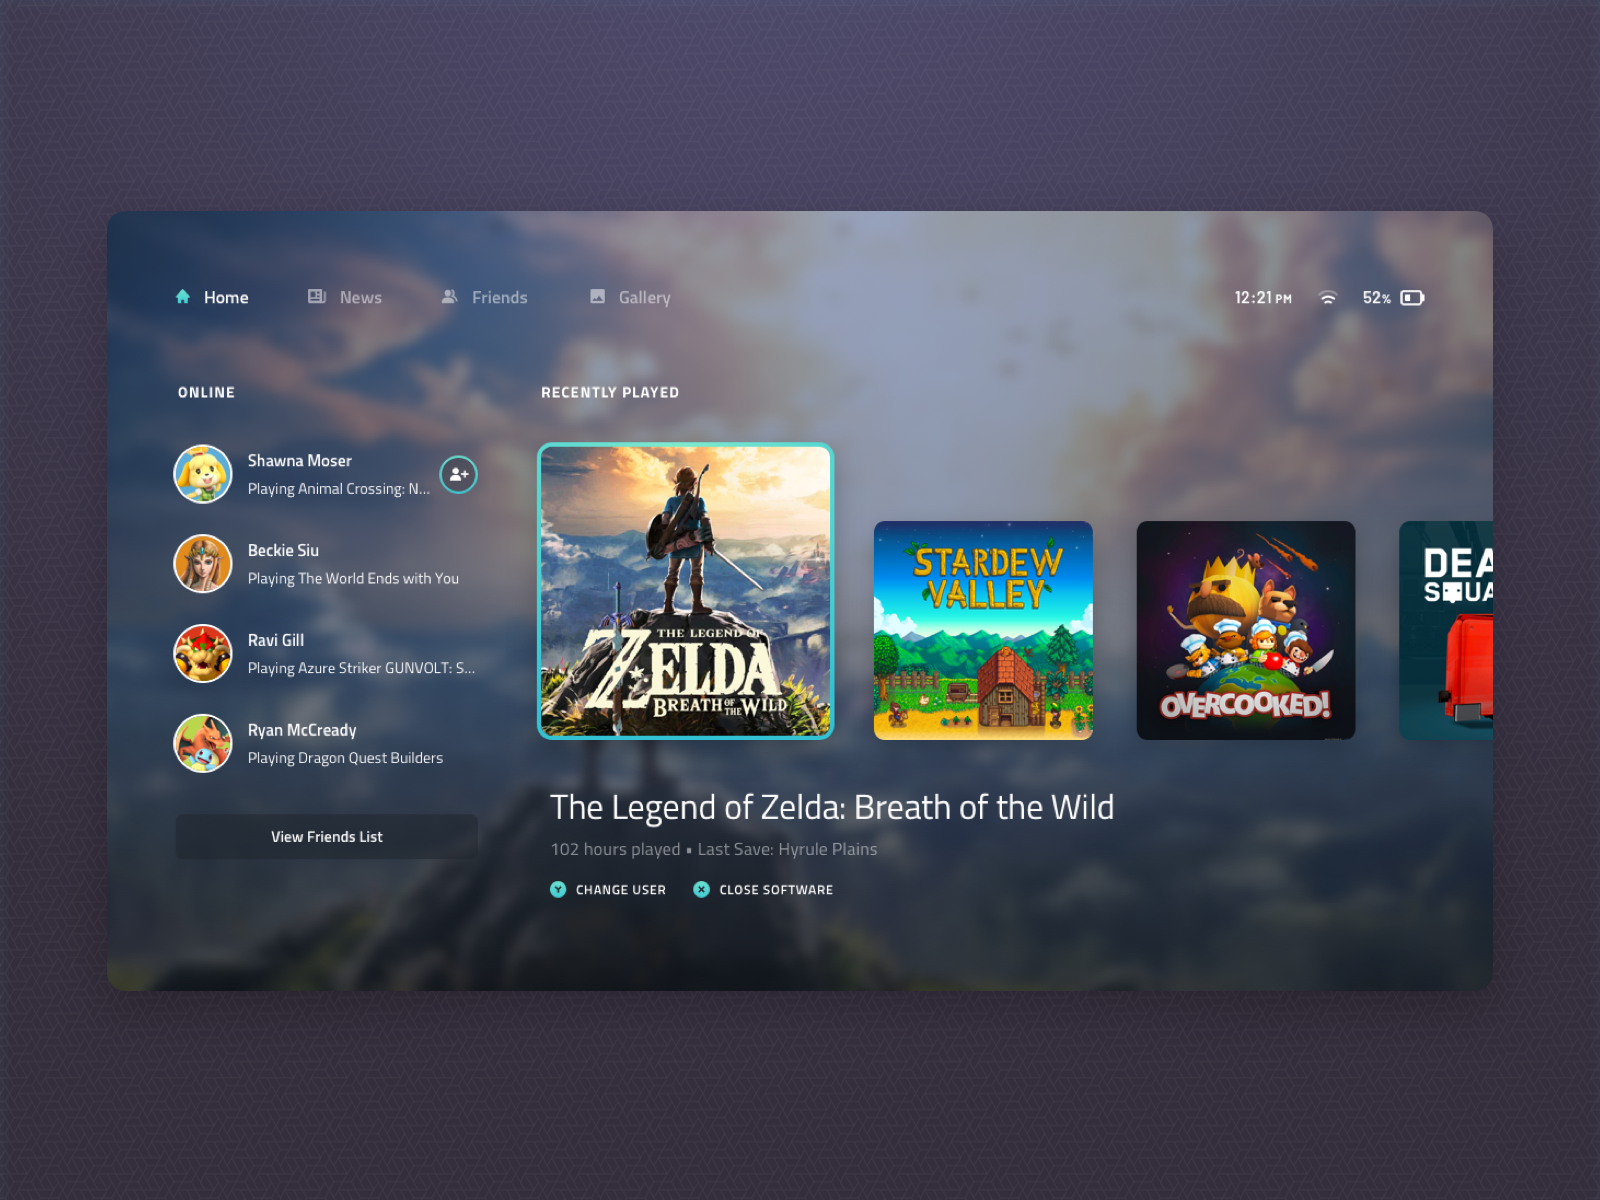 Home
News
Friends
Gallery
12:21 PM
52%
ONLINE
RECENTLY PLAYED
Shawna Moser
Playing Animal Crossing: N...
Beckie Siu
Playing The World Ends with You
Ravi Gill
Playing Azure Striker GUNVOLT: S...
Ryan McCready
Playing Dragon Quest Builders
View Friends List
THE LEGEND OF
ZELDA
BREATH OF THE WILD
STARDEW
VALLEY
OVERCOOKED!
DEA
SQUA
The Legend of Zelda: Breath of the Wild
102 hours played • Last Save: Hyrule Plains
Y CHANGE USER
X CLOSE SOFTWARE